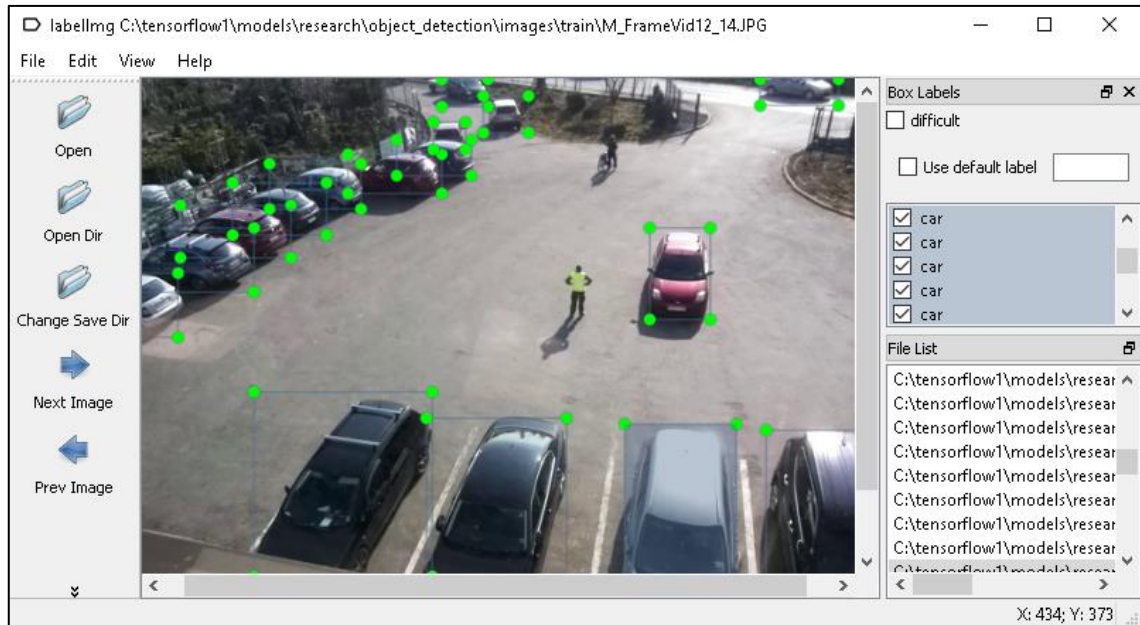 labelImg C:\tensorflow1\models\research\object_detection\images\train\M_FrameVid12_14.JPG
File Edit View Help
Open
Open Dir
Change Save Dir
Next Image
Prev Image
Box Labels
difficult
Use default label
car
car
car
car
car
File List
C:\tensorflow1\models\resear
C:\tensorflow1\models\resear
C:\tensorflow1\models\resear
C:\tensorflow1\models\resear
C:\tensorflow1\models\resear
C:\tensorflow1\models\resear
C:\tensorflow1\models\resear
C:\tensorflow1\models\resear
C:\tensorflow1\models\resear
X: 434; Y: 373